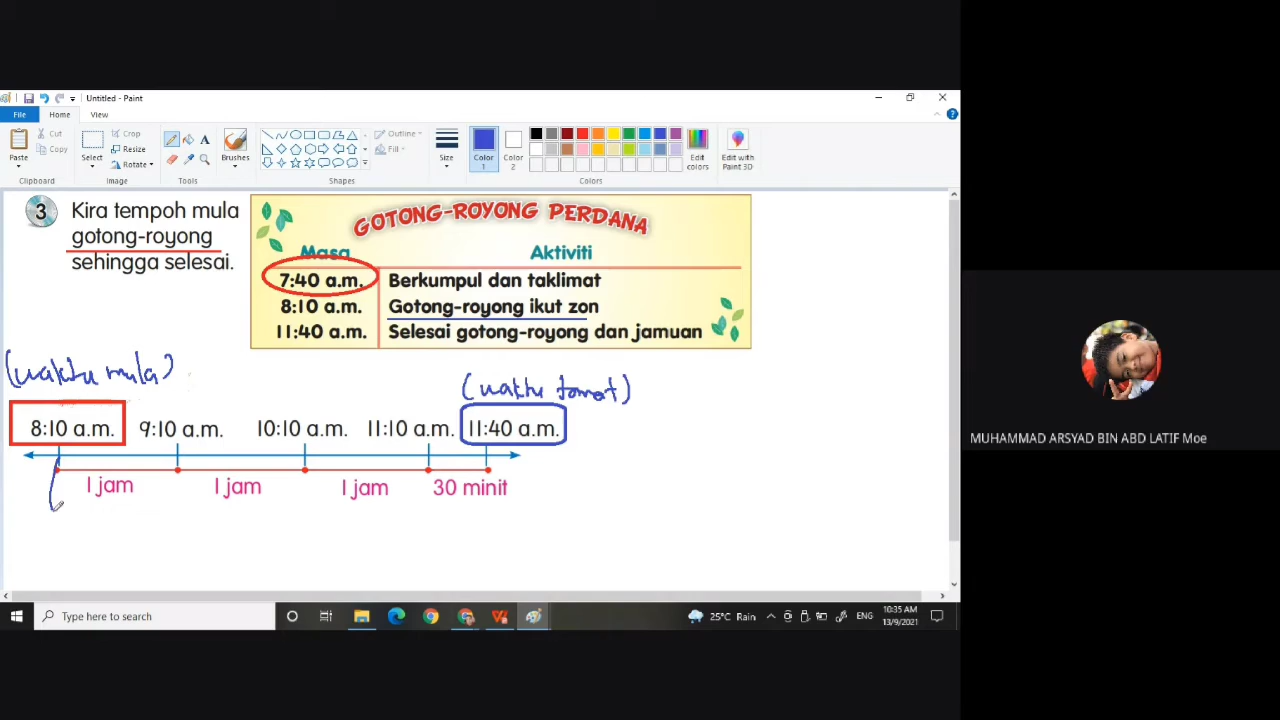 Untitled - Paint
File Home View
Paste Cut Copy Clipboard
Select Crop Resize Rotate Image
Tools
Brushes
Shapes Outline Fill
Size
Color 1 Color 2
Edit colors
Edit with Paint 3D
Colors
3 Kira tempoh mula
gotong-royong
sehingga selesai.
GOTONG-ROYONG PERDANA
Masa Aktiviti
7:40 a.m. Berkumpul dan taklimat
8:10 a.m. Gotong-royong ikut zon
11:40 a.m. Selesai gotong-royong dan jamuan
(waktu mula)
(waktu tamat)
8:10 a.m. 9:10 a.m. 10:10 a.m. 11:10 a.m. 11:40 a.m.
1 jam 1 jam 1 jam 30 minit
MUHAMMAD ARSYAD BIN ABD LATIF Moe
Type here to search
25°C Rain
ENG
10:35 AM
13/9/2021